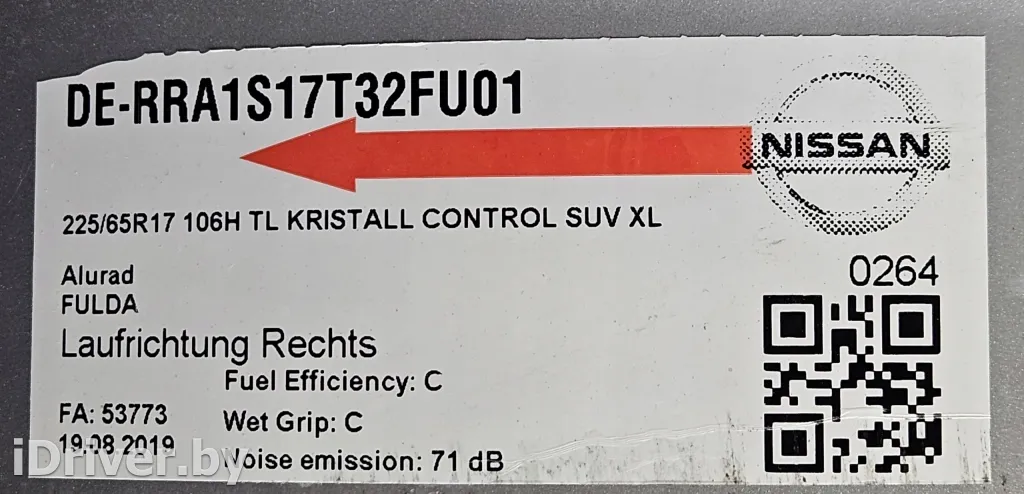 DE-RRA1S17T32FU01
NISSAN
225/65R17 106H TL KRISTALL CONTROL SUV XL
0264
Alurad
FULDA
Laufrichtung Rechts
Fuel Efficiency: C
FA: 53773
Wet Grip: C
19.08.2019
Noise emission: 71 dB
iDriver.by